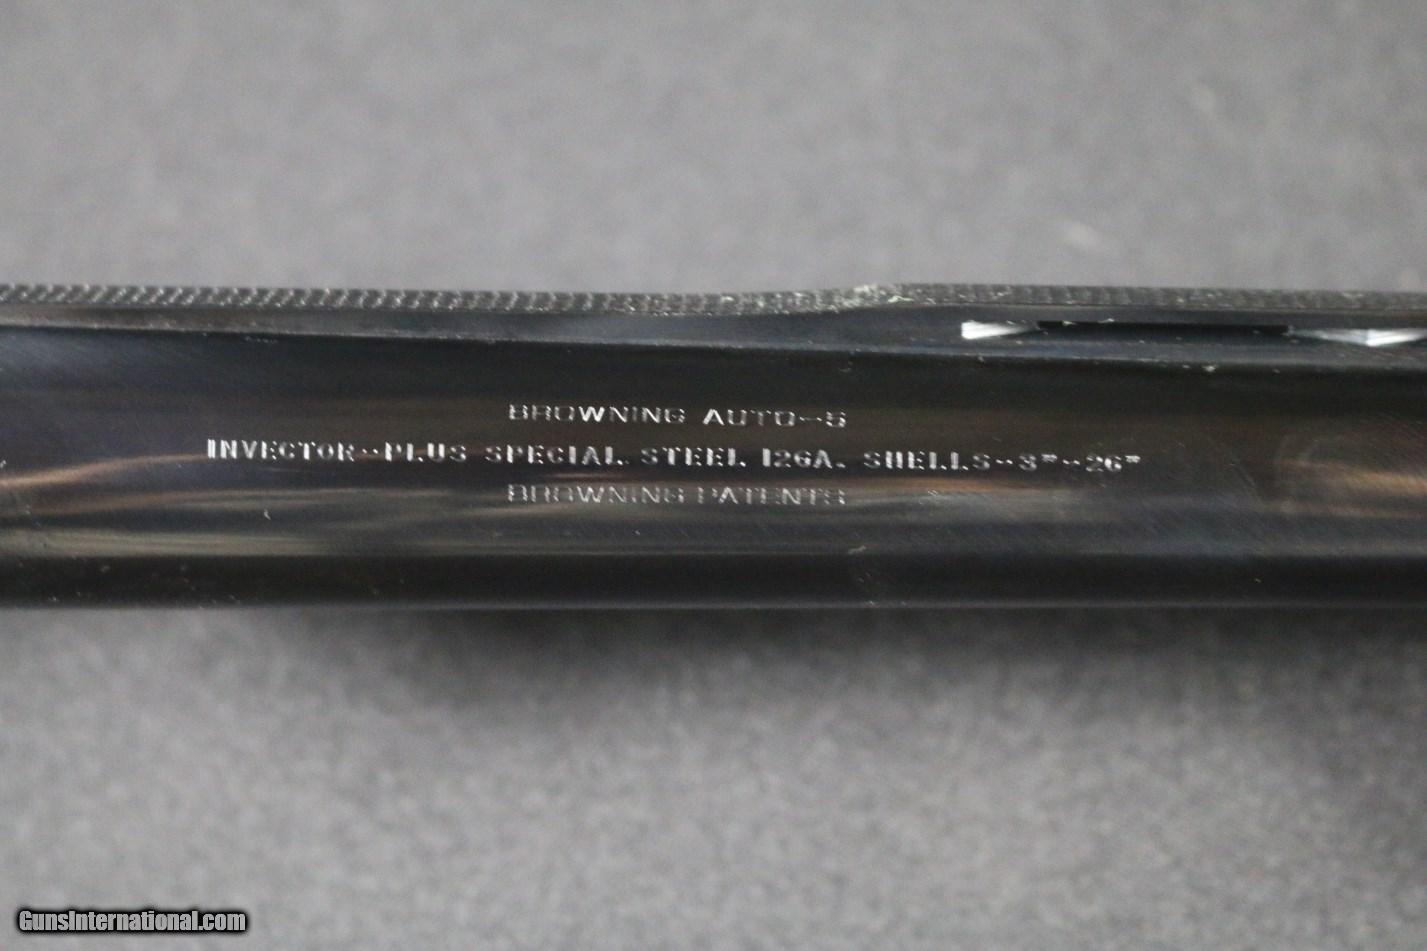 BROWNING AUTO-5
INVECTOR-PLUS SPECIAL STEEL 12GA. SHELLS-3"-26"
BROWNING PATENTS
GunsInternational.com